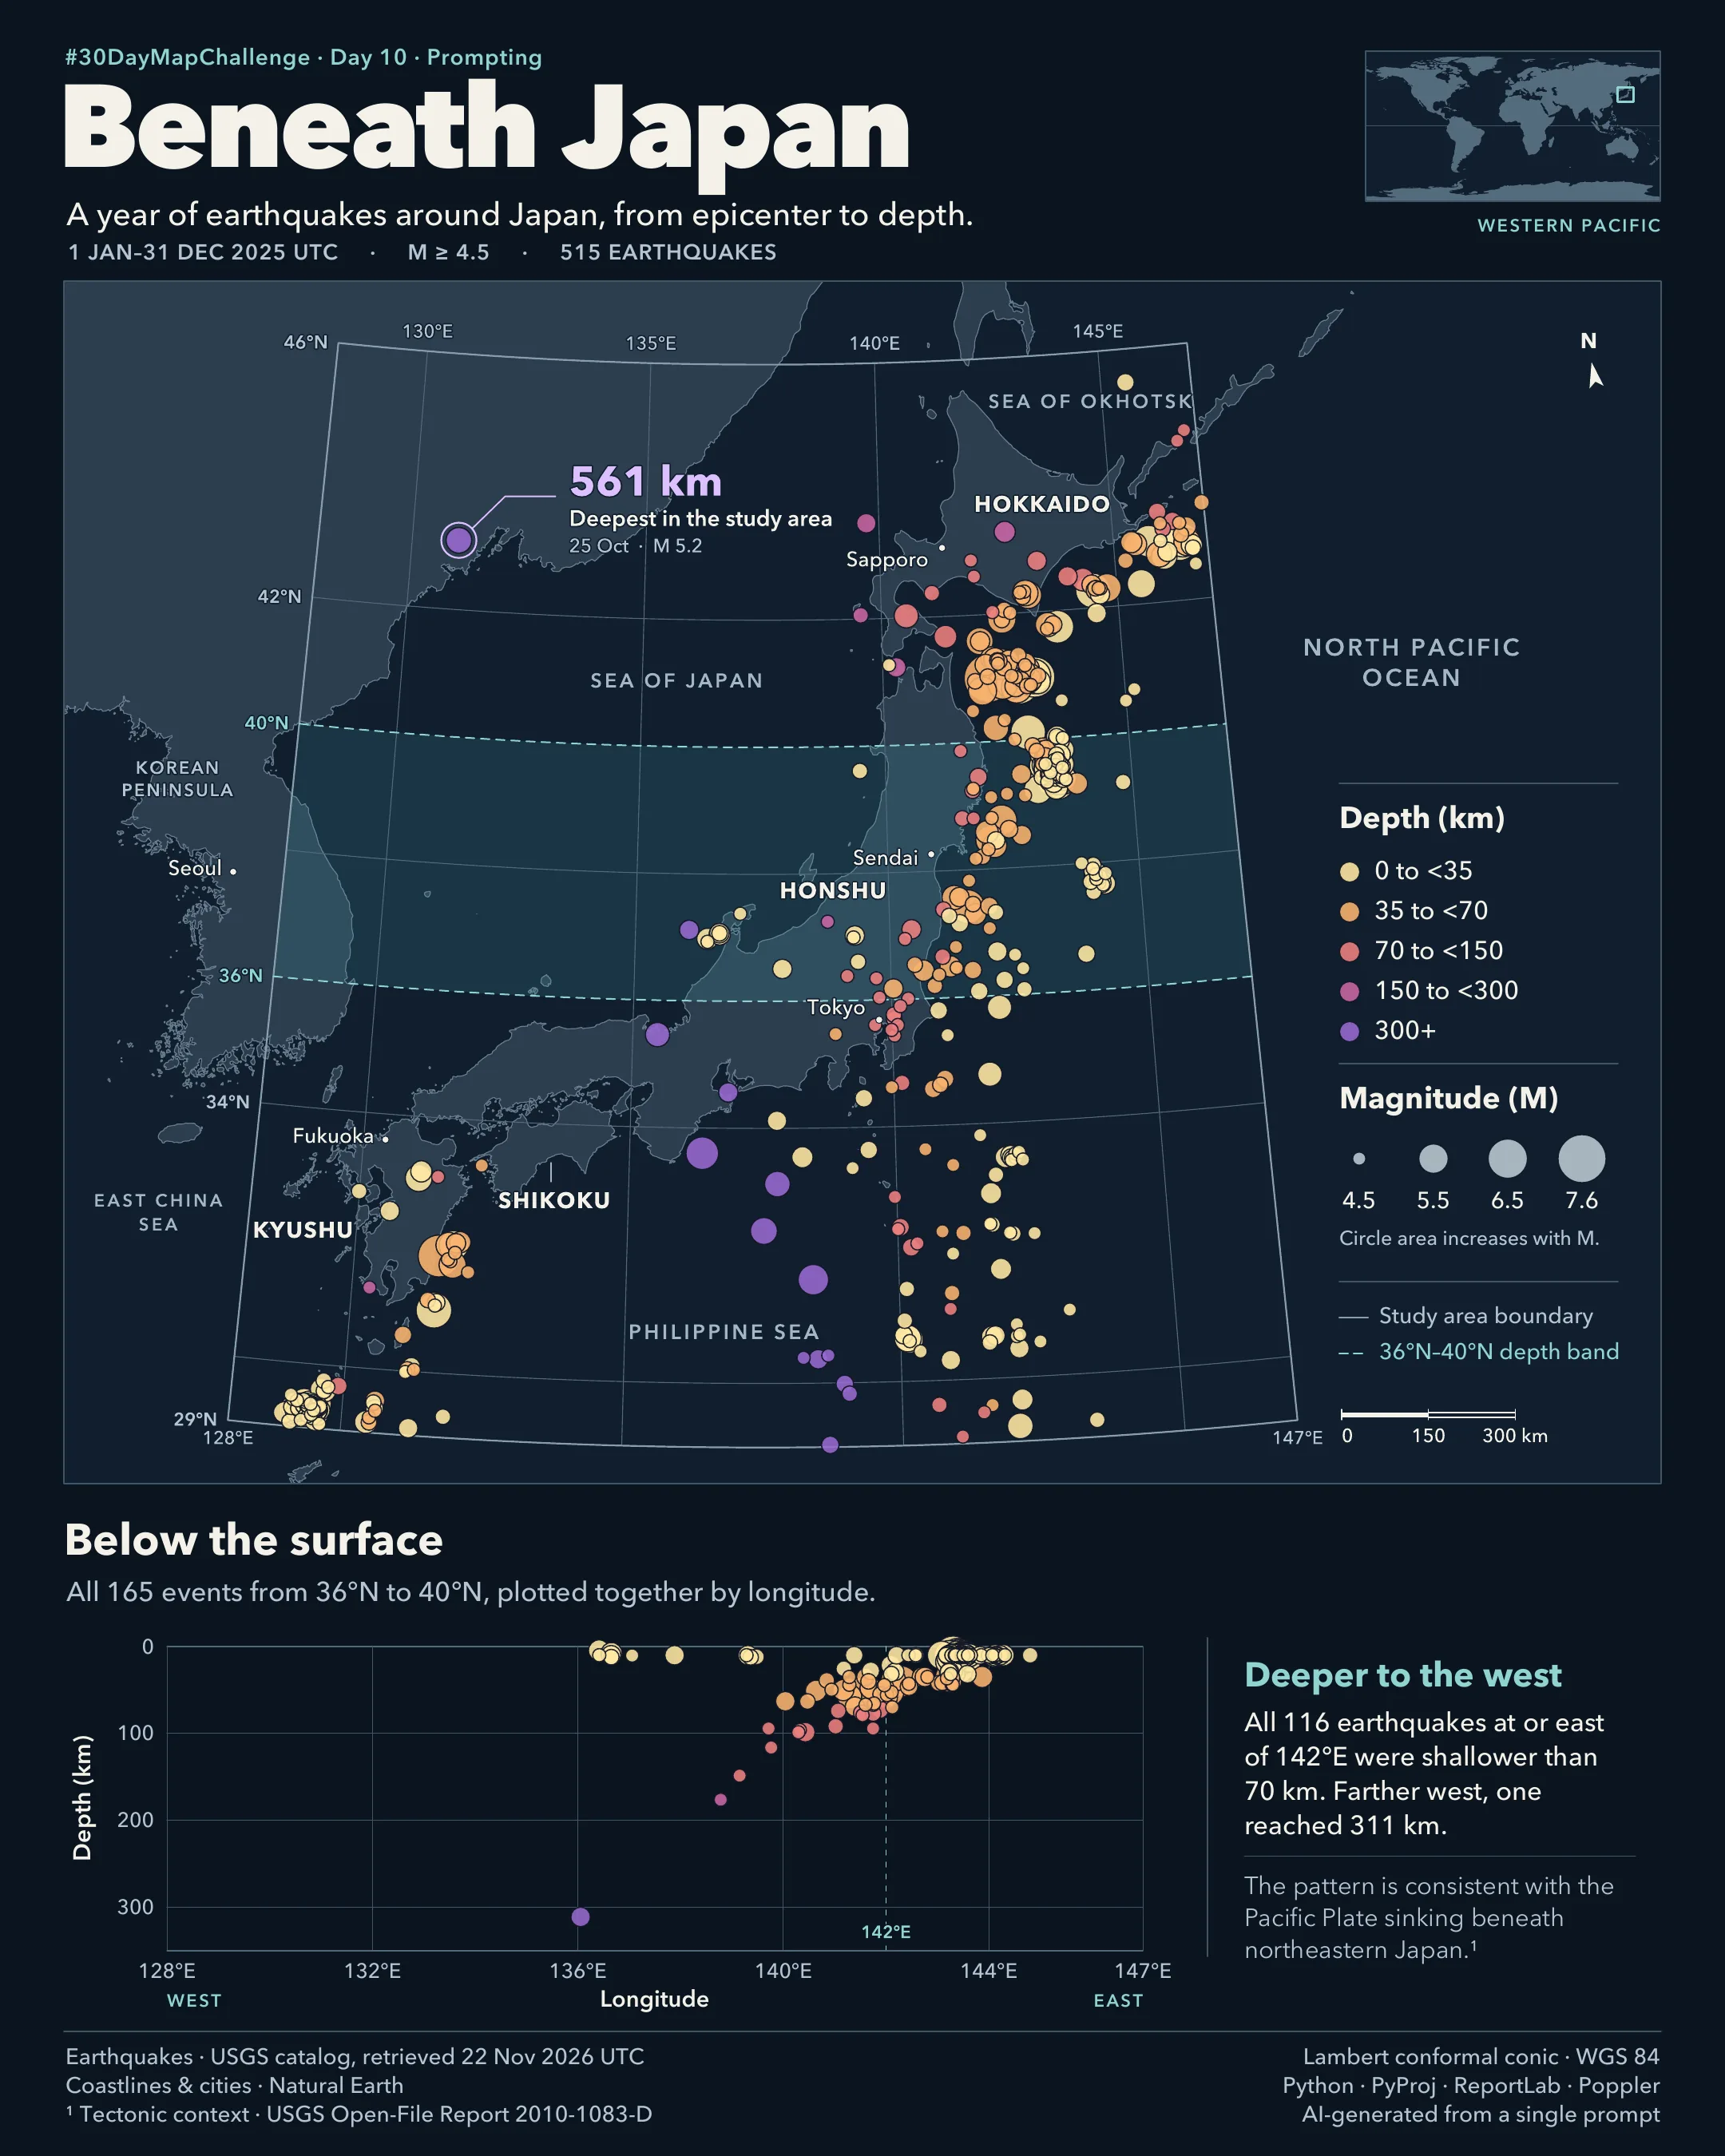 #30DayMapChallenge · Day 10 · Prompting
Beneath Japan
A year of earthquakes around Japan, from epicenter to depth.
1 JAN–31 DEC 2025 UTC · M ≥ 4.5 · 515 EARTHQUAKES
WESTERN PACIFIC
N
46°N
130°E
135°E
140°E
145°E
SEA OF OKHOTSK
561 km
Deepest in the study area
25 Oct · M 5.2
HOKKAIDO
Sapporo
42°N
NORTH PACIFIC
OCEAN
SEA OF JAPAN
40°N
KOREAN
PENINSULA
Seoul
Sendai
HONSHU
36°N
Tokyo
34°N
Fukuoka
SHIKOKU
EAST CHINA
SEA
KYUSHU
PHILIPPINE SEA
29°N
128°E
147°E
Depth (km)
0 to <35
35 to <70
70 to <150
150 to <300
300+
Magnitude (M)
4.5 5.5 6.5 7.6
Circle area increases with M.
Study area boundary
36°N–40°N depth band
0 150 300 km
Below the surface
All 165 events from 36°N to 40°N, plotted together by longitude.
Depth (km)
0
100
200
300
142°E
128°E 132°E 136°E 140°E 144°E 147°E
WEST Longitude EAST
Deeper to the west
All 116 earthquakes at or east
of 142°E were shallower than
70 km. Farther west, one
reached 311 km.
The pattern is consistent with the
Pacific Plate sinking beneath
northeastern Japan.¹
Earthquakes · USGS catalog, retrieved 22 Nov 2026 UTC
Coastlines & cities · Natural Earth
¹ Tectonic context · USGS Open-File Report 2010-1083-D
Lambert conformal conic · WGS 84
Python · PyProj · ReportLab · Poppler
AI-generated from a single prompt